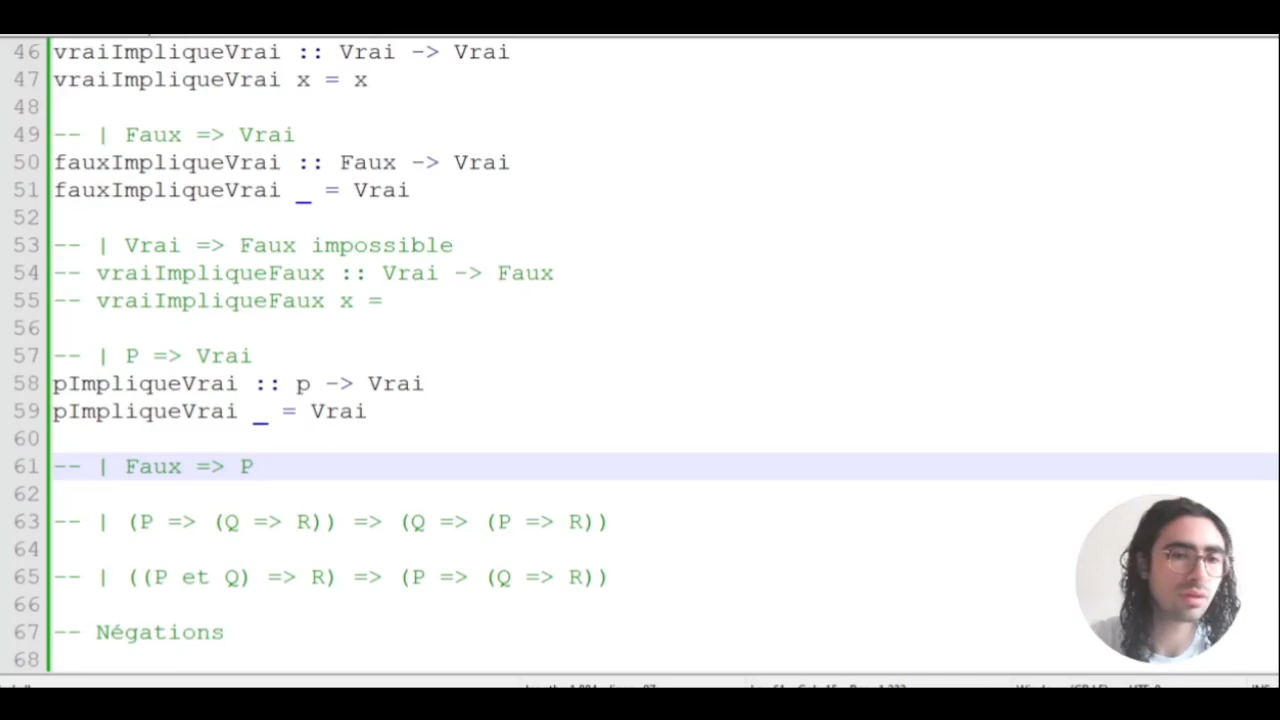 46 vraiImpliqueVrai :: Vrai -> Vrai
47 vraiImpliqueVrai x = x
48
49 -- | Faux => Vrai
50 fauxImpliqueVrai :: Faux -> Vrai
51 fauxImpliqueVrai _ = Vrai
52
53 -- | Vrai => Faux impossible
54 -- vraiImpliqueFaux :: Vrai -> Faux
55 -- vraiImpliqueFaux x =
56
57 -- | P => Vrai
58 pImpliqueVrai :: p -> Vrai
59 pImpliqueVrai _ = Vrai
60
61 -- | Faux => P
62
63 -- | (P => (Q => R)) => (Q => (P => R))
64
65 -- | ((P et Q) => R) => (P => (Q => R))
66
67 -- Négations
68